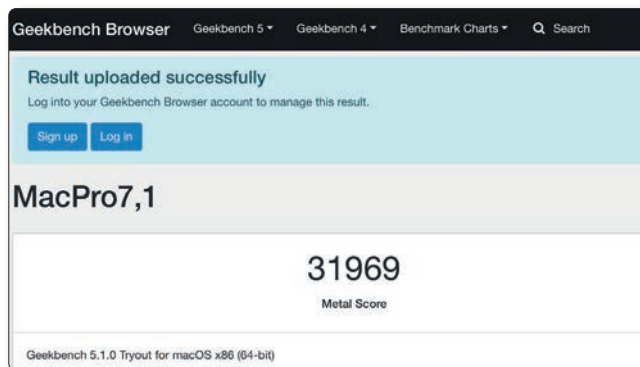 Geekbench Browser Geekbench 5 Geekbench 4 Benchmark Charts Search
Result uploaded successfully
Log into your Geekbench Browser account to manage this result.
Sign up Log in
MacPro7,1
31969
Metal Score
Geekbench 5.1.0 Tryout for macOS x86 (64-bit)